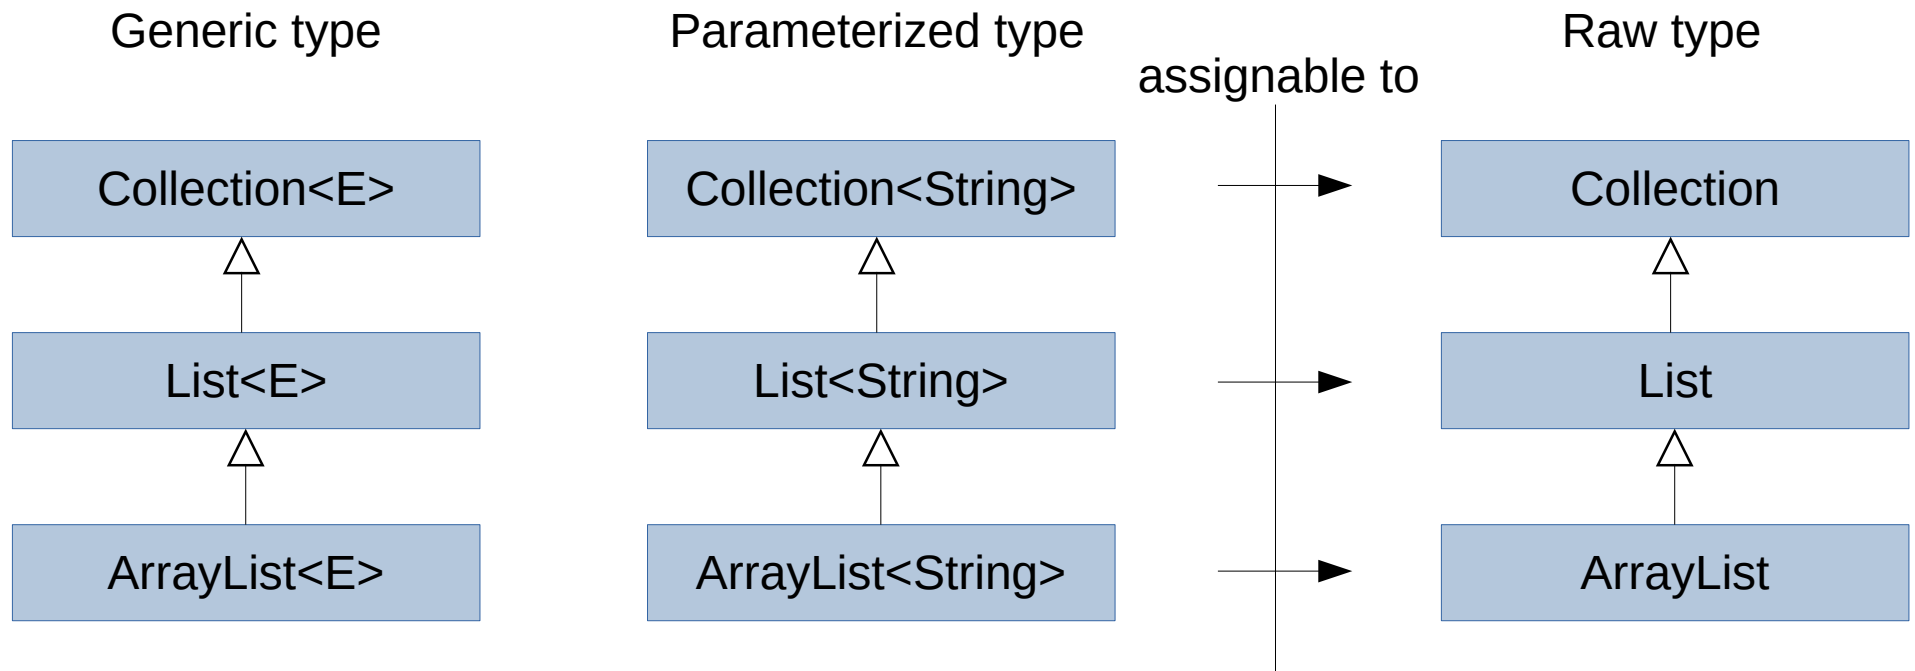 Generic type
Parameterized type
Raw type
assignable to
Collection<E>
Collection<String>
Collection
List<E>
List<String>
List
ArrayList<E>
ArrayList<String>
ArrayList